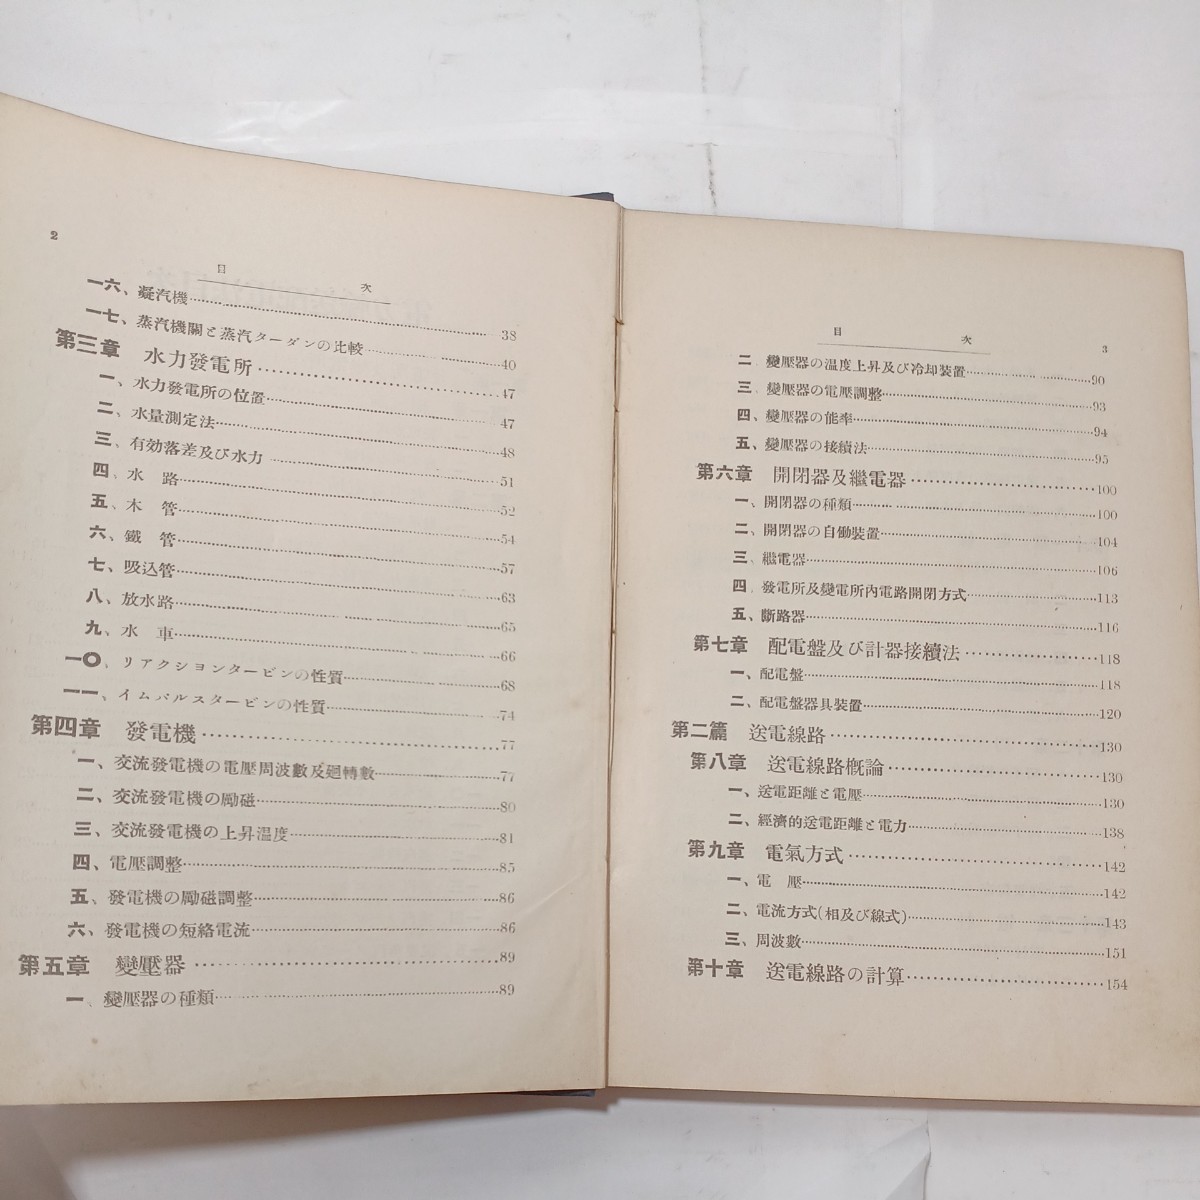 2
目 次
一六、凝汽機 38
一七、蒸汽機關と蒸汽タービンの比較 40
第三章 水力發電所 47
一、水力發電所の位置 47
二、水量測定法 48
三、有効落差及び水力 51
四、水路 52
五、木管 54
六、鐵管 57
七、吸込管 63
八、放水路 65
九、水車 66
一〇、リアクションタービンの性質 68
一一、イムパルスタービンの性質 74
第四章 發電機 77
一、交流發電機の電壓周波數及廻轉數 77
二、交流發電機の勵磁 80
三、交流發電機の上昇温度 81
四、電壓調整 85
五、發電機の勵磁調整 86
六、發電機の短絡電流 86
第五章 變壓器 89
一、變壓器の種類 89
目 次 3
二、變壓器の温度上昇及び冷却装置 90
三、變壓器の電壓調整 93
四、變壓器の能率 94
五、變壓器の接續法 95
第六章 開閉器及繼電器 100
一、開閉器の種類 100
二、開閉器の自働裝置 104
三、繼電器 106
四、發電所及變電所內電路開閉方式 113
五、斷路器 116
第七章 配電盤及び計器接續法 118
一、配電盤 118
二、配電盤器具裝置 120
第二篇 送電線路 130
第八章 送電線路槪論 130
一、送電距離と電壓 130
二、經濟的送電距離と電力 138
第九章 電氣方式 142
一、電壓 142
二、電流方式(相及び線式) 143
三、周波數 151
第十章 送電線路の計算 154